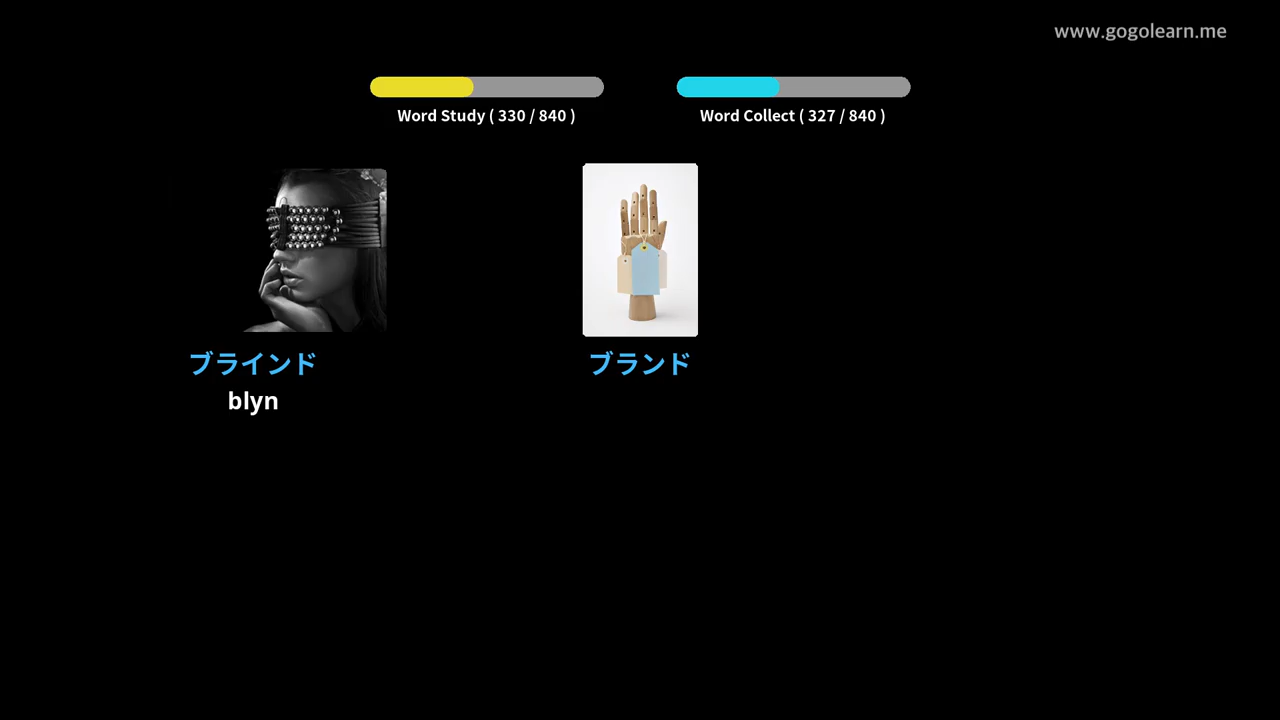 www.gogolearn.me
Word Study ( 330 / 840 )
Word Collect ( 327 / 840 )
ブラインド
blyn
ブランド